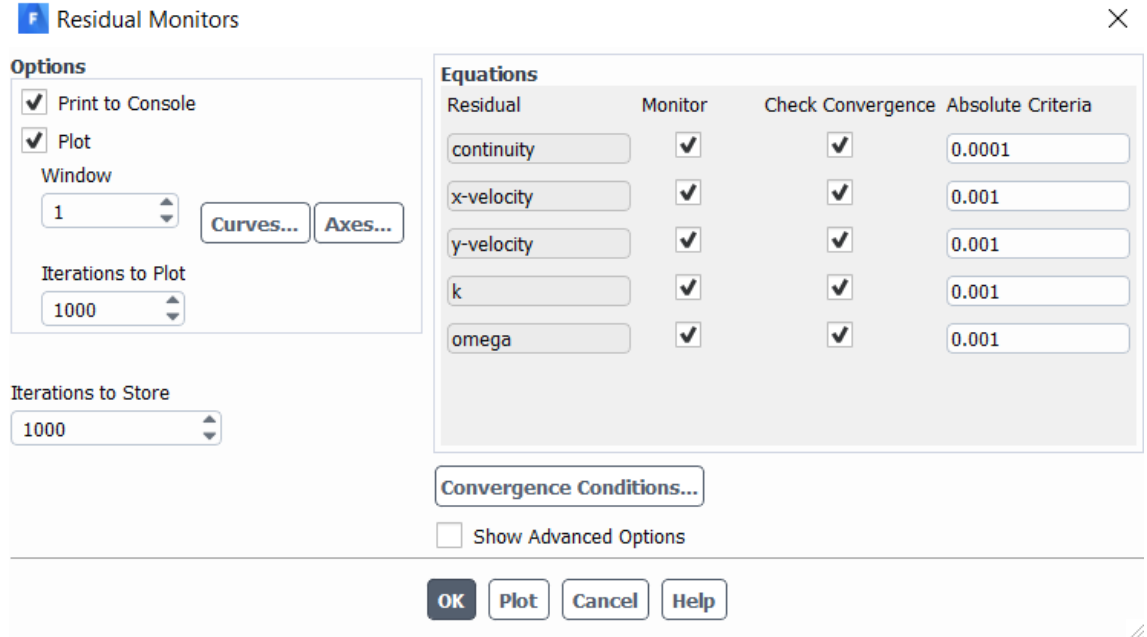 F Residual Monitors
Options
Print to Console
Plot
Window
1
Curves... Axes...
Iterations to Plot
1000
Iterations to Store
1000
Equations
Residual Monitor Check Convergence Absolute Criteria
continuity 0.0001
x-velocity 0.001
y-velocity 0.001
k 0.001
omega 0.001
Convergence Conditions...
Show Advanced Options
OK Plot Cancel Help